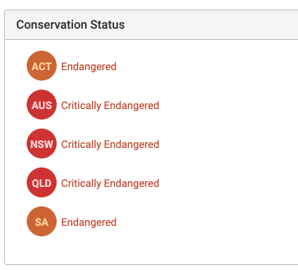 Conservation Status
ACT Endangered
AUS Critically Endangered
NSW Critically Endangered
QLD Critically Endangered
SA Endangered